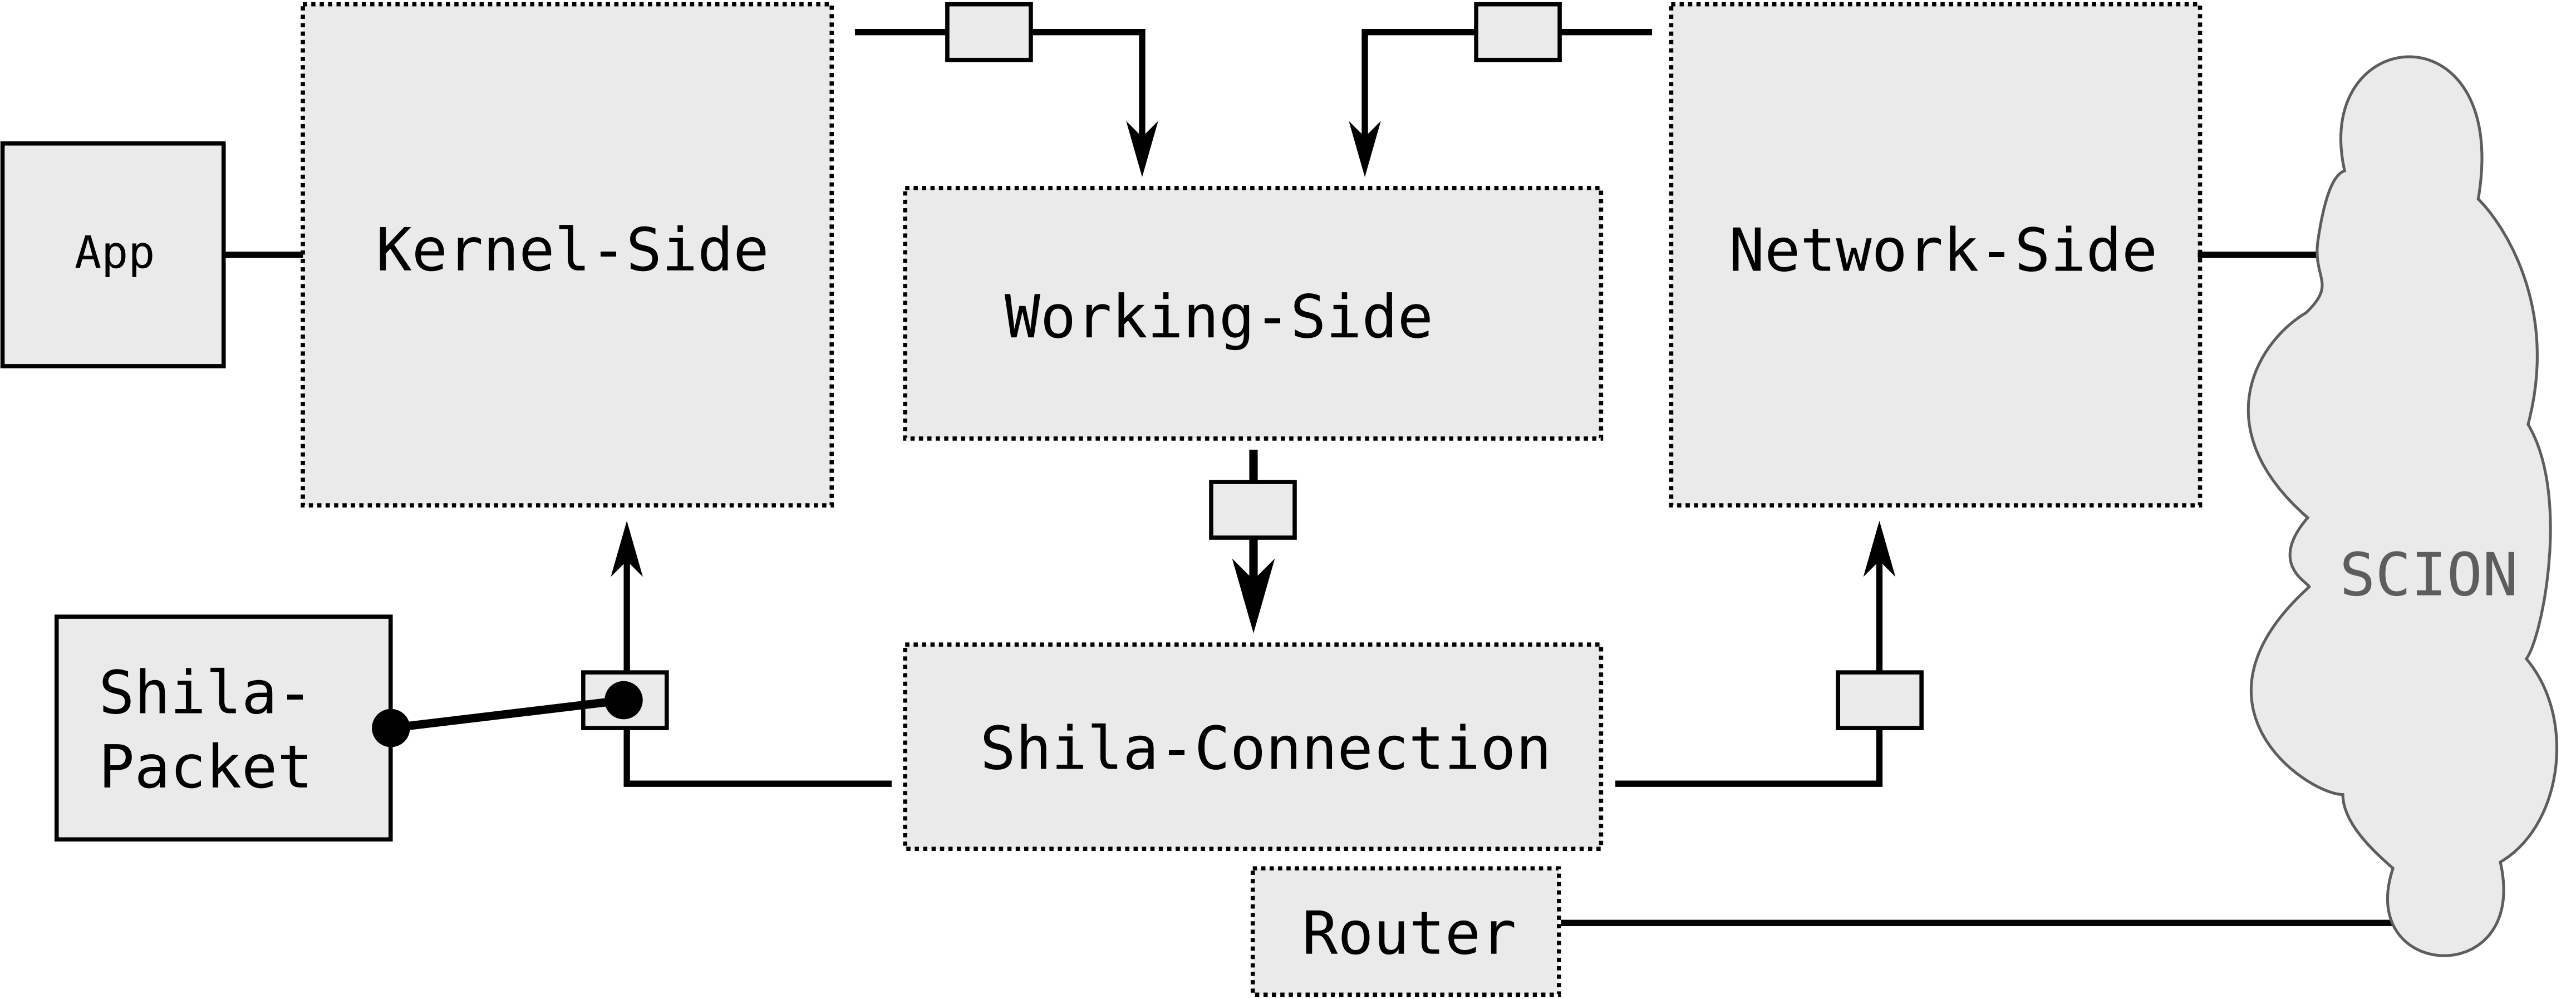 App
Kernel-Side
Working-Side
Network-Side
SCION
Shila-
Packet
Shila-Connection
Router